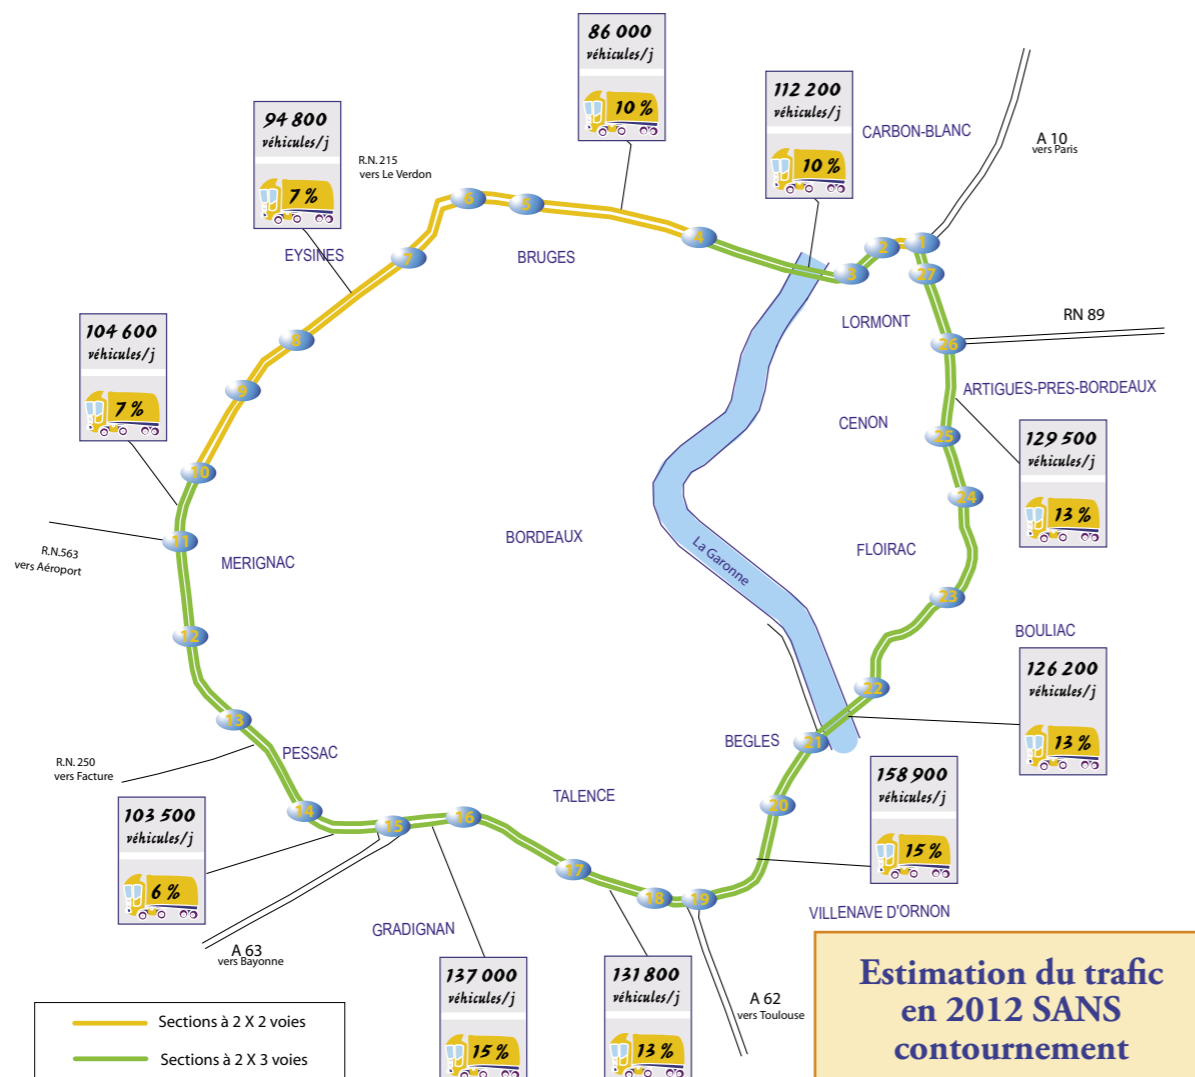 86 000
véhicules/j
10 %
112 200
véhicules/j
10 %
CARBON-BLANC
A 10
vers Paris
94 800
véhicules/j
7 %
R.N. 215
vers Le Verdon
EYSINES
BRUGES
6
5
4
3
2
1
27
7
8
9
10
LORMONT
RN 89
26
104 600
véhicules/j
7 %
ARTIGUES-PRES-BORDEAUX
CENON
25
129 500
véhicules/j
13 %
24
R.N.563
vers Aéroport
11
MERIGNAC
BORDEAUX
La Garonne
FLOIRAC
23
12
BOULIAC
126 200
véhicules/j
13 %
22
13
PESSAC
BEGLES
21
R.N. 250
vers Facture
158 900
véhicules/j
15 %
TALENCE
20
103 500
véhicules/j
6 %
14
15
16
17
18
19
GRADIGNAN
VILLENAVE D'ORNON
A 63
vers Bayonne
137 000
véhicules/j
15 %
131 800
véhicules/j
13 %
A 62
vers Toulouse
Estimation du trafic
en 2012 SANS
contournement
Sections à 2 X 2 voies
Sections à 2 X 3 voies